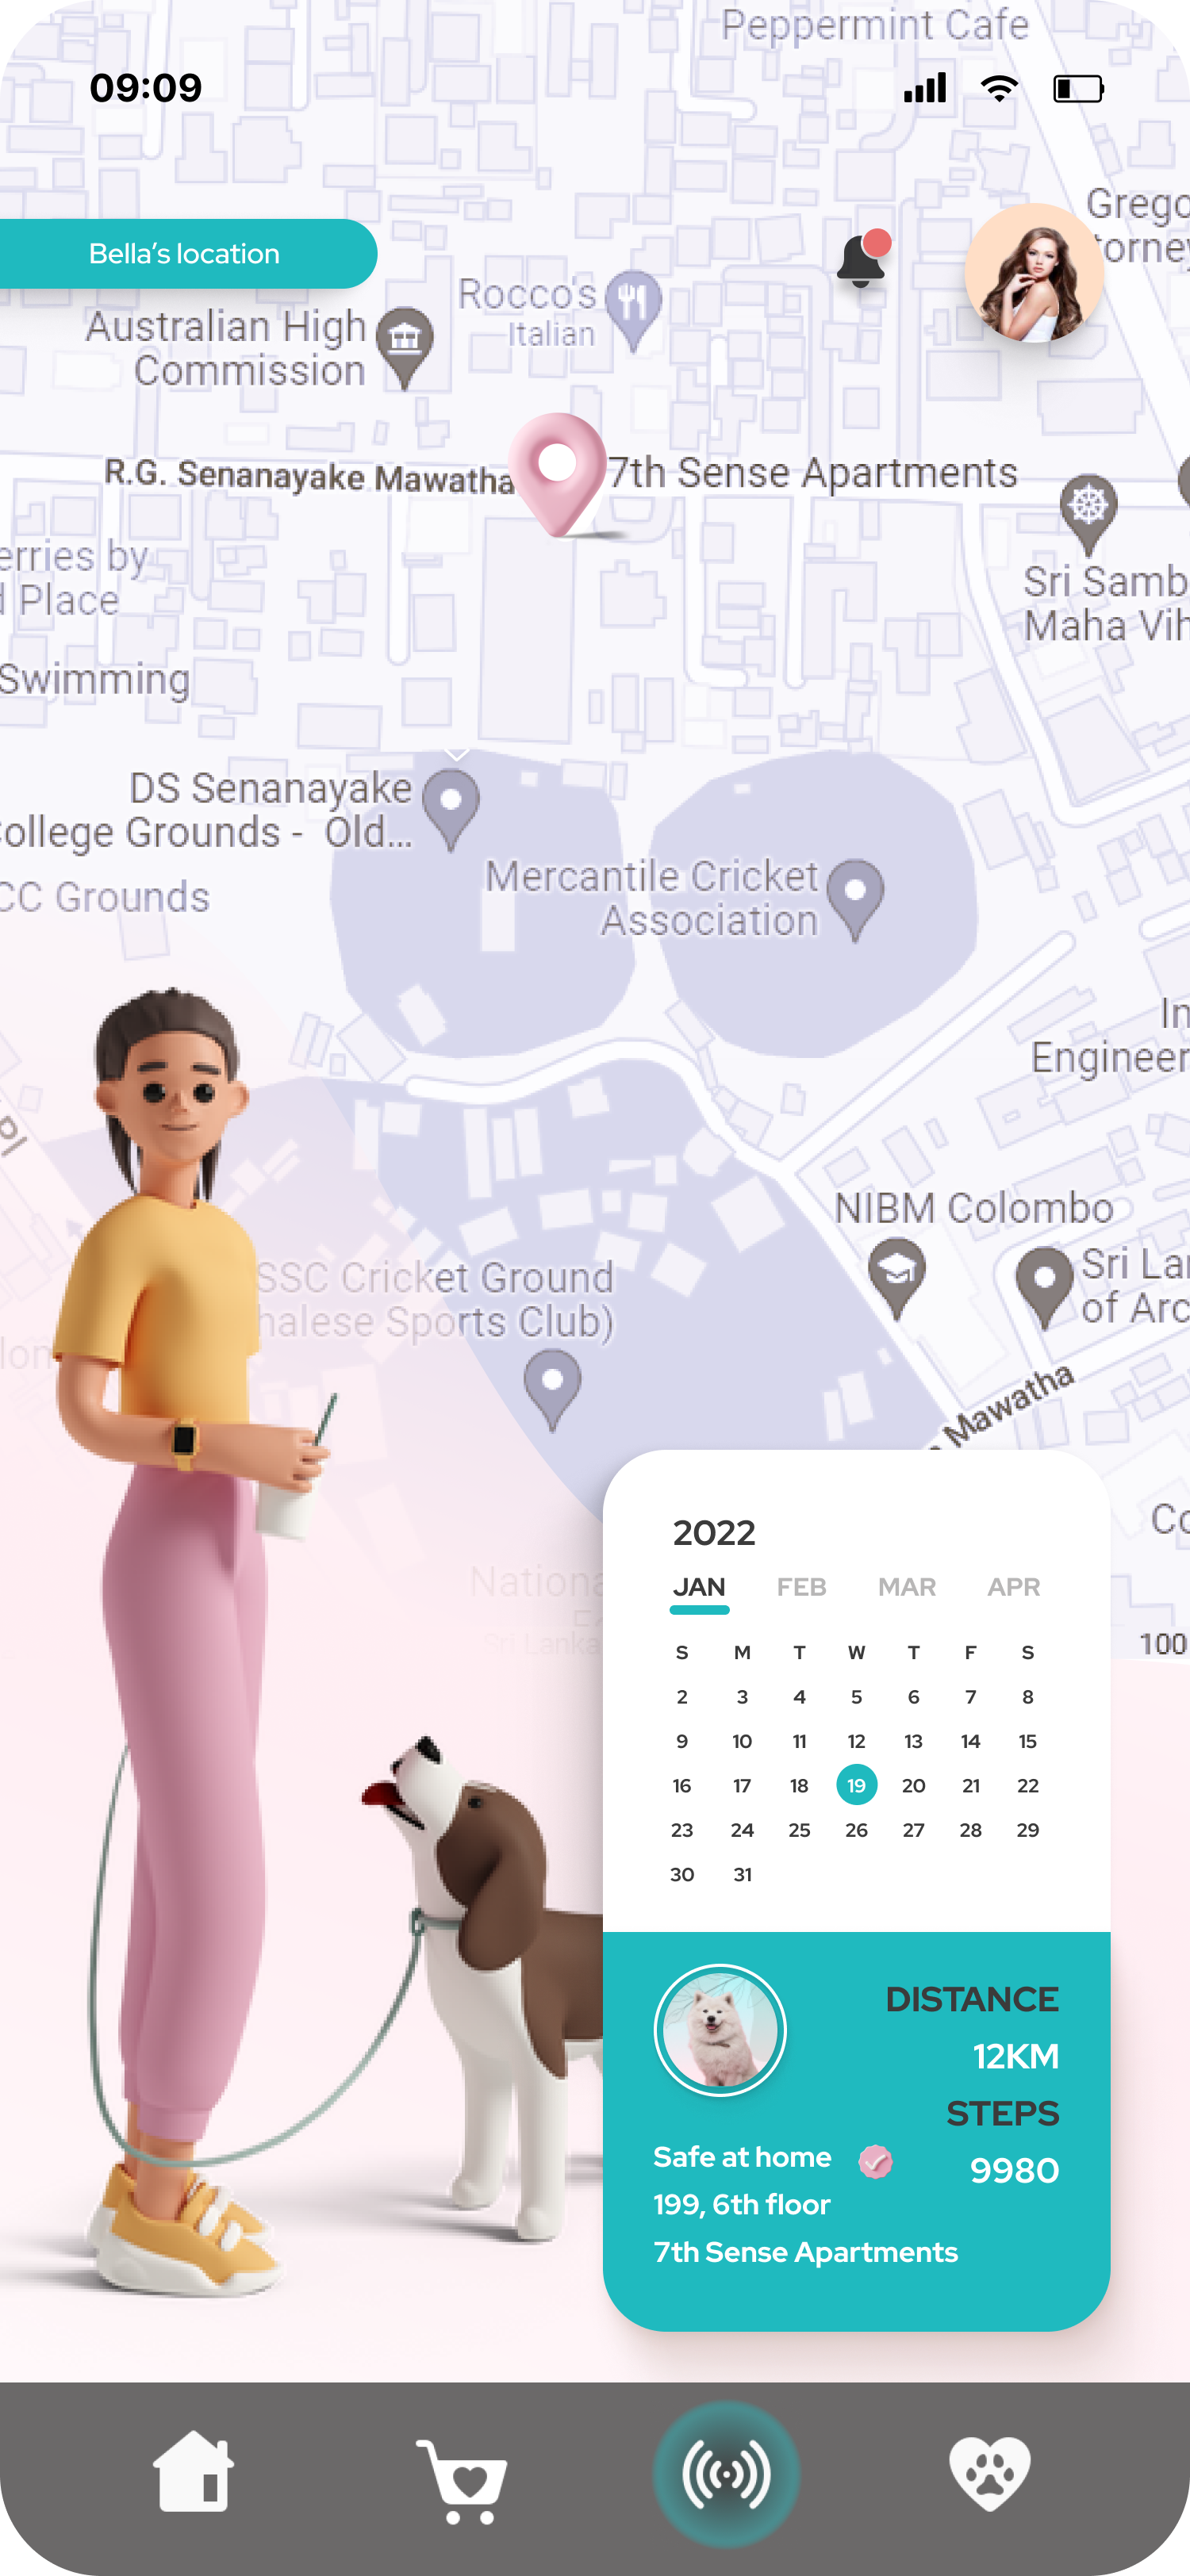 Peppermint Cafe
09:09
Grego
torney
Bella's location
Rocco's
Italian
Australian High
Commission
R.G. Senanayake Mawatha
7th Sense Apartments
erries by
d Place
Sri Samb
Maha Vih
Swimming
DS Senanayake
College Grounds - Old...
Mercantile Cricket
Association
CC Grounds
In
Engineer
Pl
NIBM Colombo
SSC Cricket Ground
halese Sports Club)
Sri Lan
of Arc
lom
Mawatha
Co
Nationa
Sri Lanka
100
2022
JAN FEB MAR APR
S M T W T F S
2 3 4 5 6 7 8
9 10 11 12 13 14 15
16 17 18 19 20 21 22
23 24 25 26 27 28 29
30 31
DISTANCE
12KM
STEPS
9980
Safe at home
199, 6th floor
7th Sense Apartments